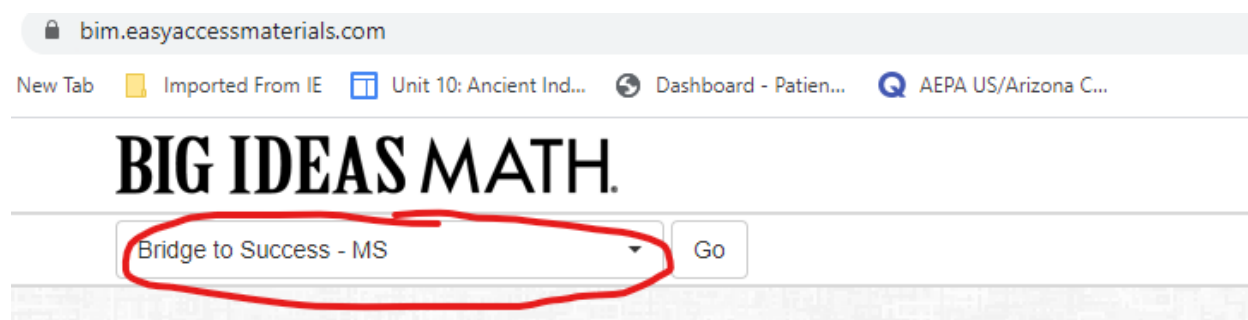 bim.easyaccessmaterials.com
New Tab Imported From IE Unit 10: Ancient Ind... Dashboard - Patien... AEPA US/Arizona C...
BIG IDEAS MATH.
Bridge to Success - MS Go